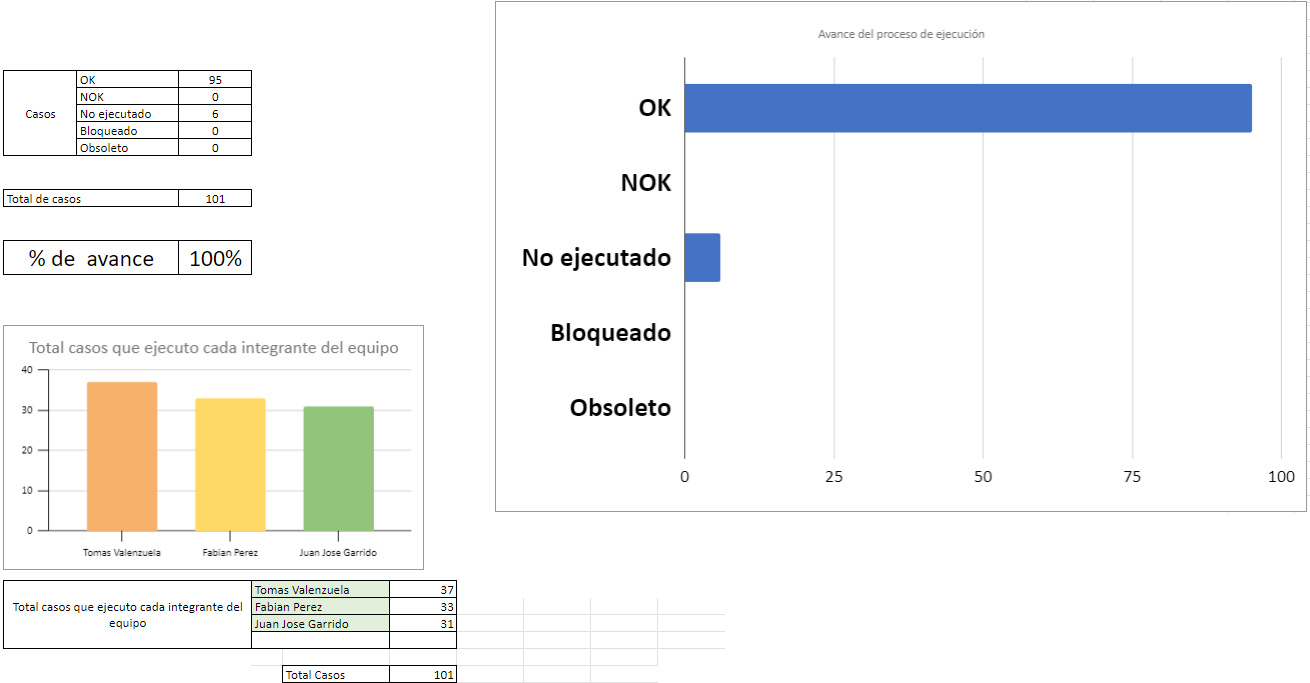 Casos
OK 95
NOK 0
No ejecutado 6
Bloqueado 0
Obsoleto 0
Total de casos 101
% de avance 100%
Total casos que ejecuto cada integrante del equipo
40
30
20
10
0
Tomas Valenzuela Fabian Perez Juan Jose Garrido
Total casos que ejecuto cada integrante del
equipo
Tomas Valenzuela 37
Fabian Perez 33
Juan Jose Garrido 31
Total Casos 101
Avance del proceso de ejecución
OK
NOK
No ejecutado
Bloqueado
Obsoleto
0 25 50 75 100